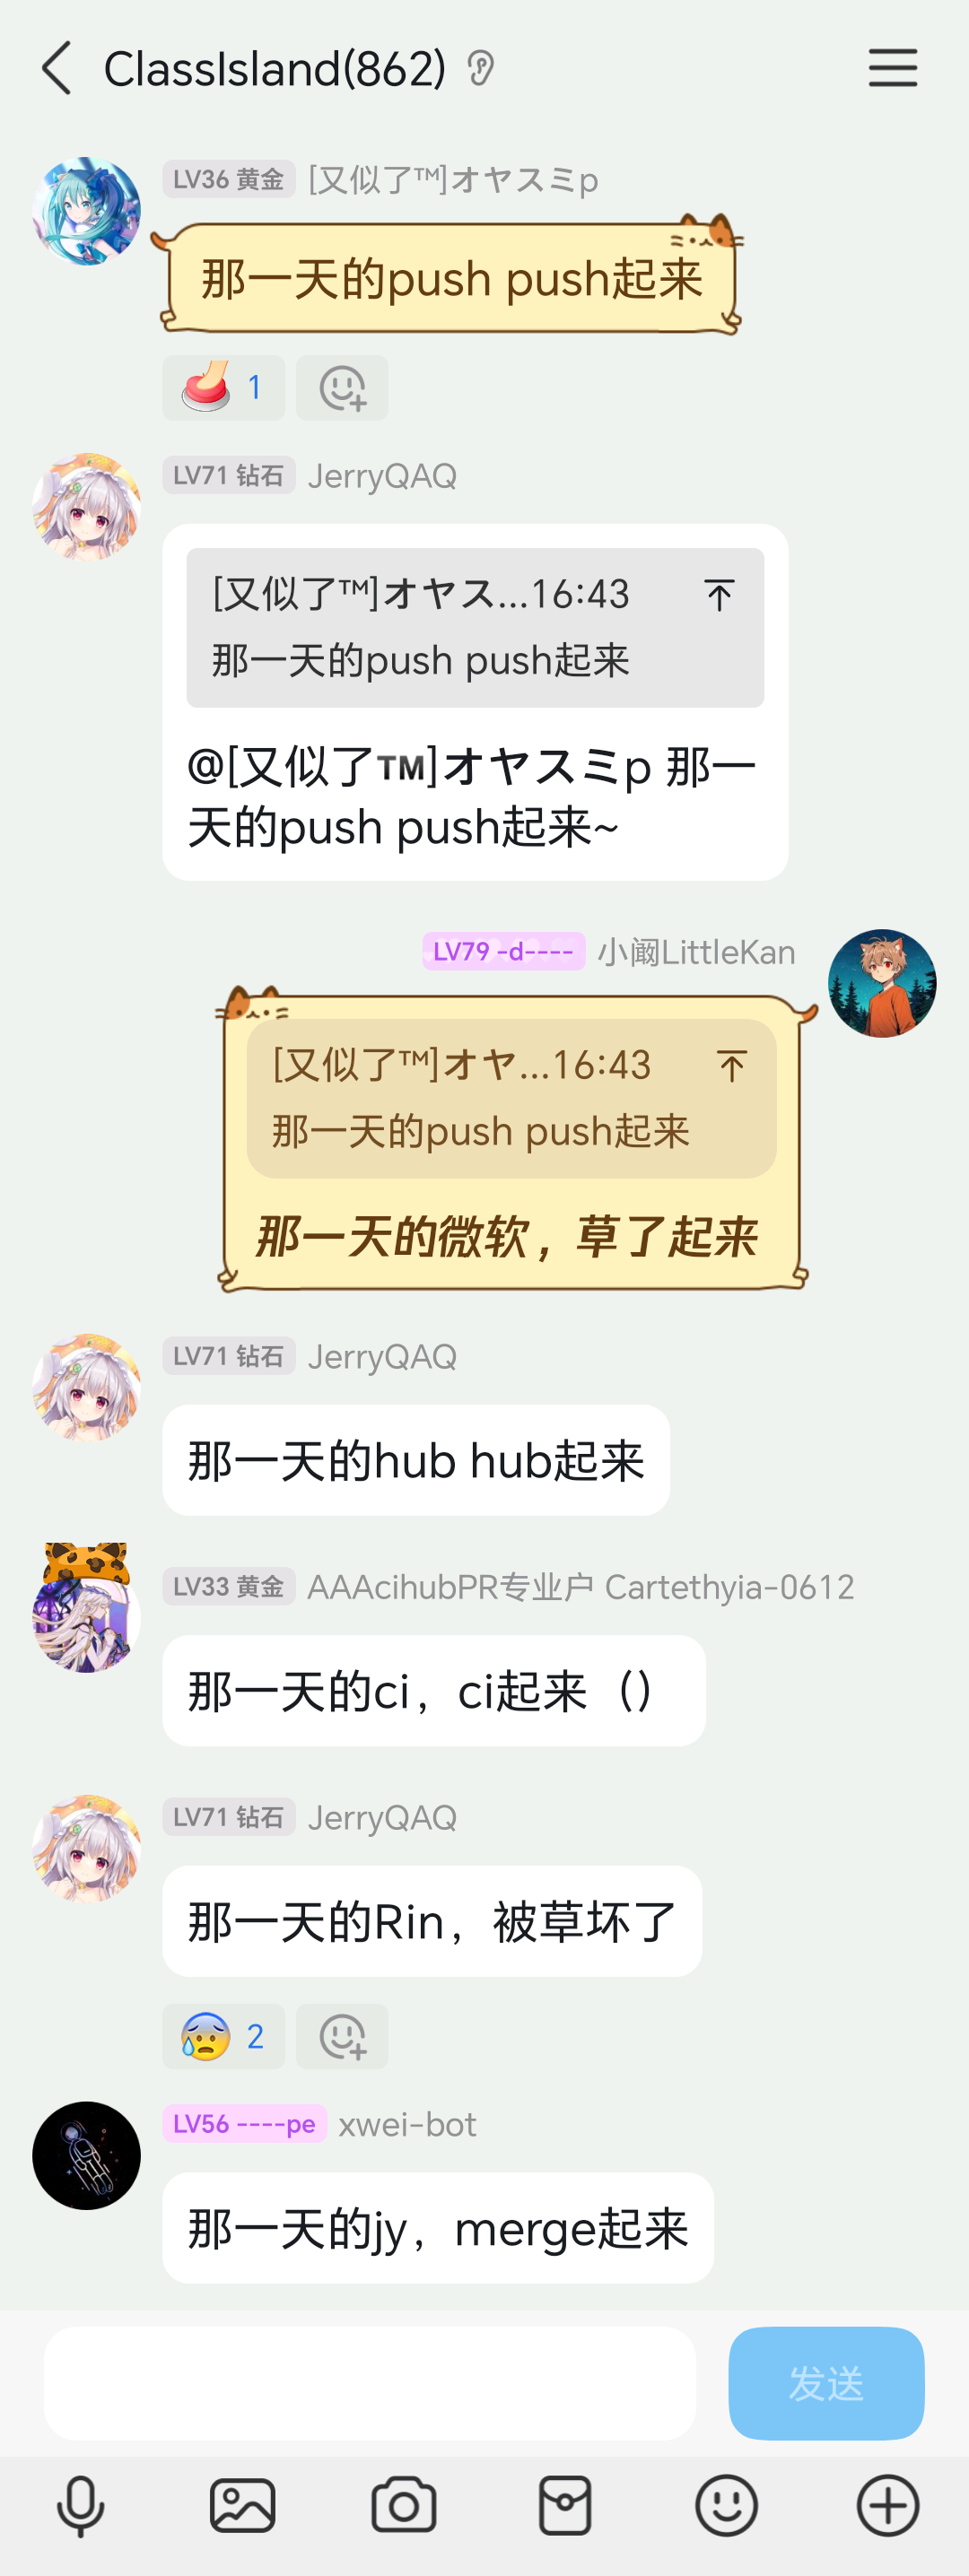 ClassIsland(862)
LV36 黄金 [又似了™]オヤスミp
那一天的push push起来
1
LV71 钻石 JerryQAQ
[又似了™]オヤス...16:43
那一天的push push起来
@[又似了™]オヤスミp 那一
天的push push起来~
LV79 -d---- 小阚LittleKan
[又似了™]オヤ...16:43
那一天的push push起来
那一天的微软，草了起来
LV71 钻石 JerryQAQ
那一天的hub hub起来
LV33 黄金 AAAcihubPR专业户 Cartethyia-0612
那一天的ci，ci起来（）
LV71 钻石 JerryQAQ
那一天的Rin，被草坏了
2
LV56 ----pe xwei-bot
那一天的jy，merge起来
发送